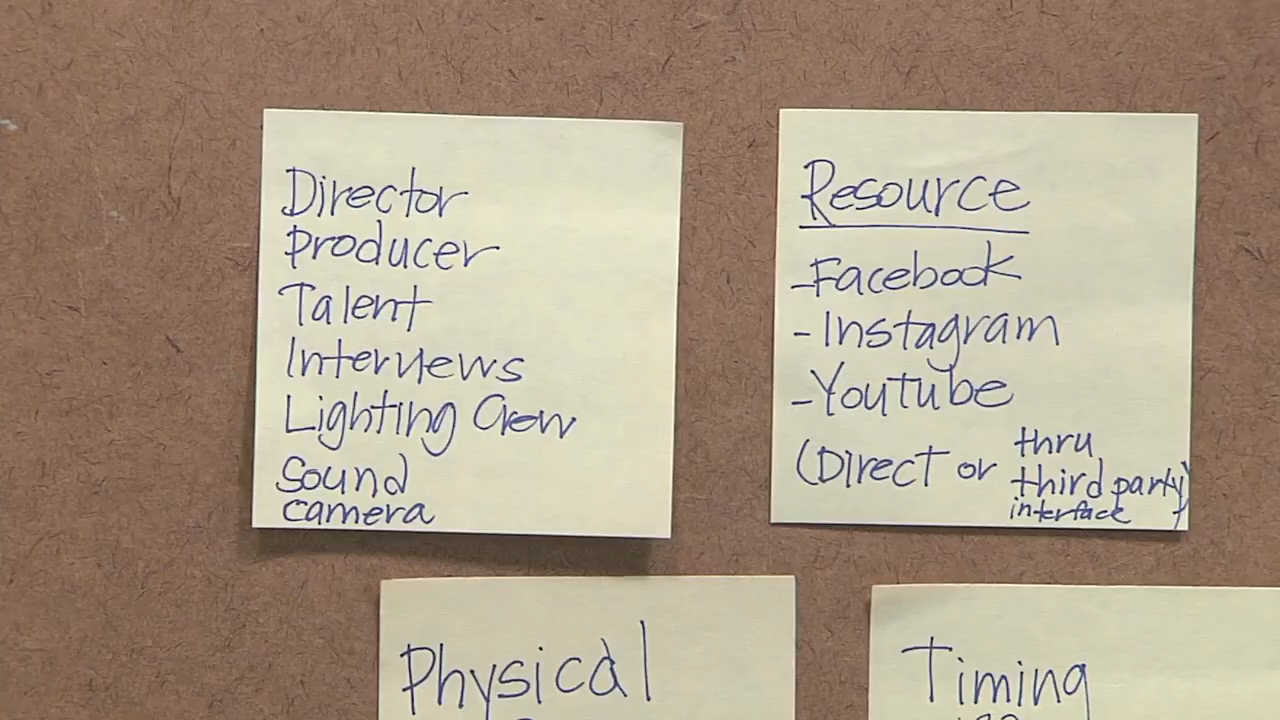 Director
Producer
Talent
Interviews
Lighting Crew
Sound
camera
Resource
-Facebook
-Instagram
-Youtube
(Direct or thru
third party)
interface
Physical
Timing